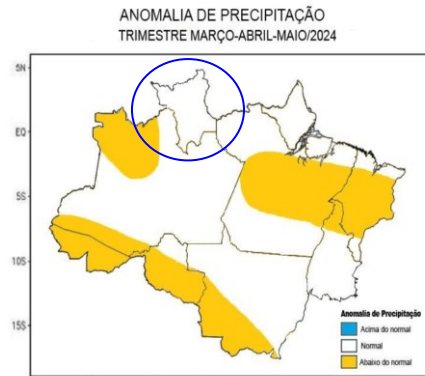 ANOMALIA DE PRECIPITAÇÃO
TRIMESTRE MARÇO-ABRIL-MAIO/2024
5N
EQ
5S
10S
15S
Anomalia de Precipitação
Acima do normal
Normal
Abaixo do normal